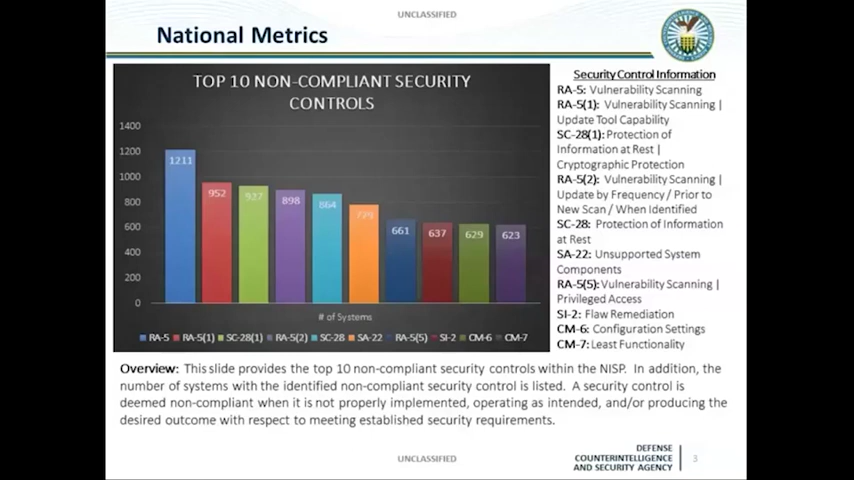 UNCLASSIFIED
National Metrics
TOP 10 NON-COMPLIANT SECURITY
CONTROLS
1400
1200
1000
800
600
400
200
0
1211
952
927
898
864
779
661
637
629
623
# of Systems
RA-5 RA-5(1) SC-28(1) RA-5(2) SC-28 SA-22 RA-5(5) SI-2 CM-6 CM-7
Security Control Information
RA-5: Vulnerability Scanning
RA-5(1): Vulnerability Scanning |
Update Tool Capability
SC-28(1): Protection of
Information at Rest |
Cryptographic Protection
RA-5(2): Vulnerability Scanning |
Update by Frequency / Prior to
New Scan / When Identified
SC-28: Protection of Information
at Rest
SA-22: Unsupported System
Components
RA-5(5): Vulnerability Scanning |
Privileged Access
SI-2: Flaw Remediation
CM-6: Configuration Settings
CM-7: Least Functionality
Overview: This slide provides the top 10 non-compliant security controls within the NISP. In addition, the
number of systems with the identified non-compliant security control is listed. A security control is
deemed non-compliant when it is not properly implemented, operating as intended, and/or producing the
desired outcome with respect to meeting established security requirements.
UNCLASSIFIED
DEFENSE
COUNTERINTELLIGENCE
AND SECURITY AGENCY
3